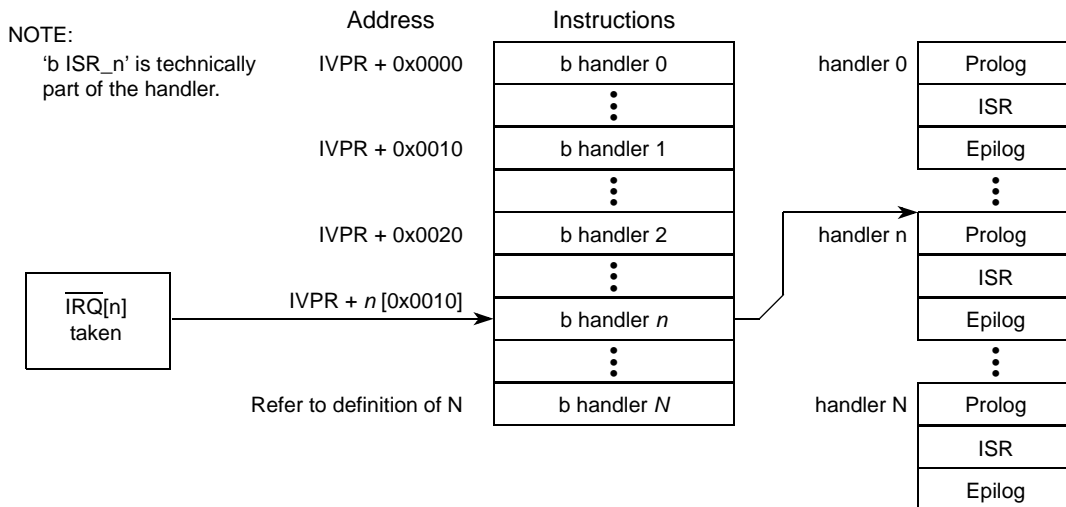 Address Instructions
NOTE:
‘b ISR_n’ is technically
part of the handler.
IVPR + 0x0000 b handler 0 handler 0 Prolog
ISR
IVPR + 0x0010 b handler 1 Epilog
IVPR + 0x0020 b handler 2 handler n Prolog
ISR
IRQ[n]
taken
IVPR + n [0x0010] b handler n Epilog
Refer to definition of N b handler N handler N Prolog
ISR
Epilog